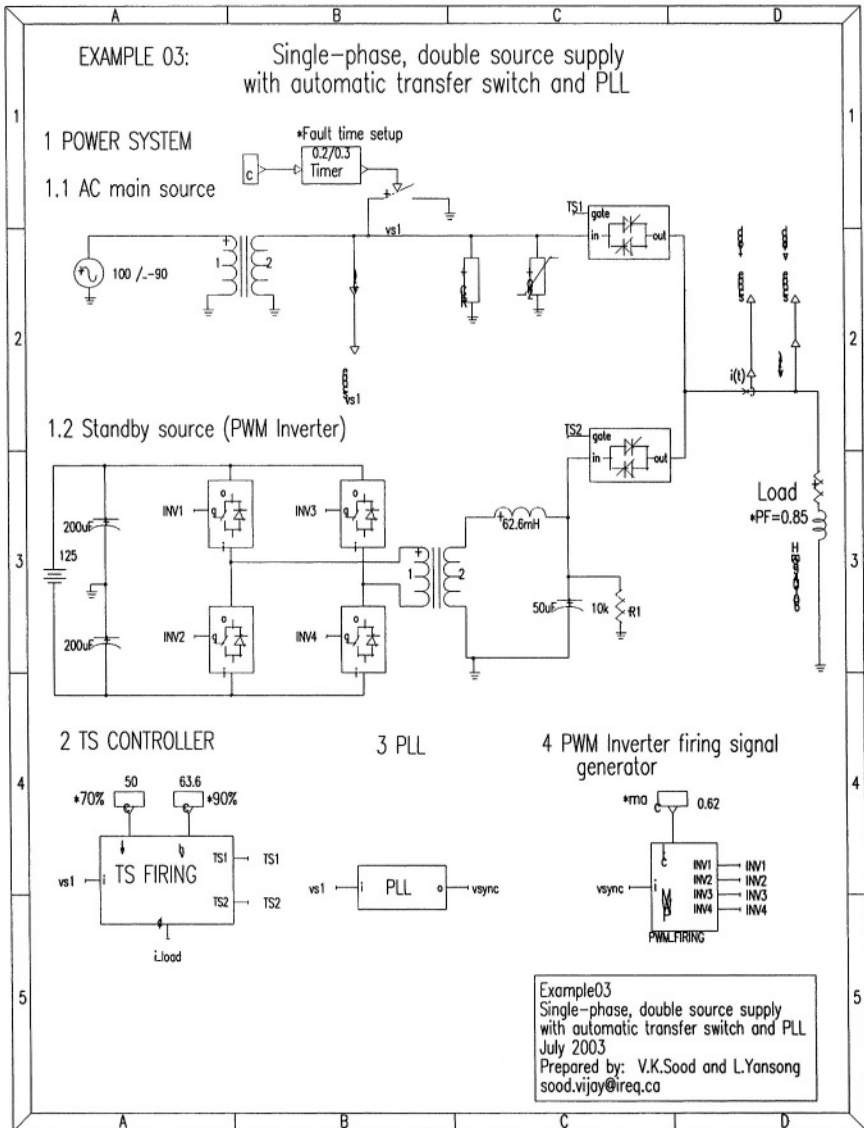 A B C D
EXAMPLE 03: Single-phase, double source supply
with automatic transfer switch and PLL
1 1
1 POWER SYSTEM
*Fault time setup
0.2/0.3
Timer
c
1.1 AC main source
+
TS1
gate
in out
vs1
+
1 2
100 /_-90
+
+
i(t)
vs1
2 2
1.2 Standby source (PWM Inverter)
TS2
gate
in out
200uF
125
200uF
INV1 g o i
INV3 g o i
INV2 g o i
INV4 g o i
+
1 2
+
62.6mH
50uF
10k
R1
+
Load
*PF=0.85
3 3
2 TS CONTROLLER
*70% 50 c
63.6 c *90%
vs1 i TS FIRING
TS1 TS1
TS2 TS2
i_load
3 PLL
vs1 i PLL o vsync
4 PWM Inverter firing signal
generator
*ma c 0.62
vsync i
INV1 INV1
INV2 INV2
INV3 INV3
INV4 INV4
PWM_FIRING
4 4
5 5
Example03
Single-phase, double source supply
with automatic transfer switch and PLL
July 2003
Prepared by: V.K.Sood and L.Yansong
sood.vijay@ireq.ca
A B C D